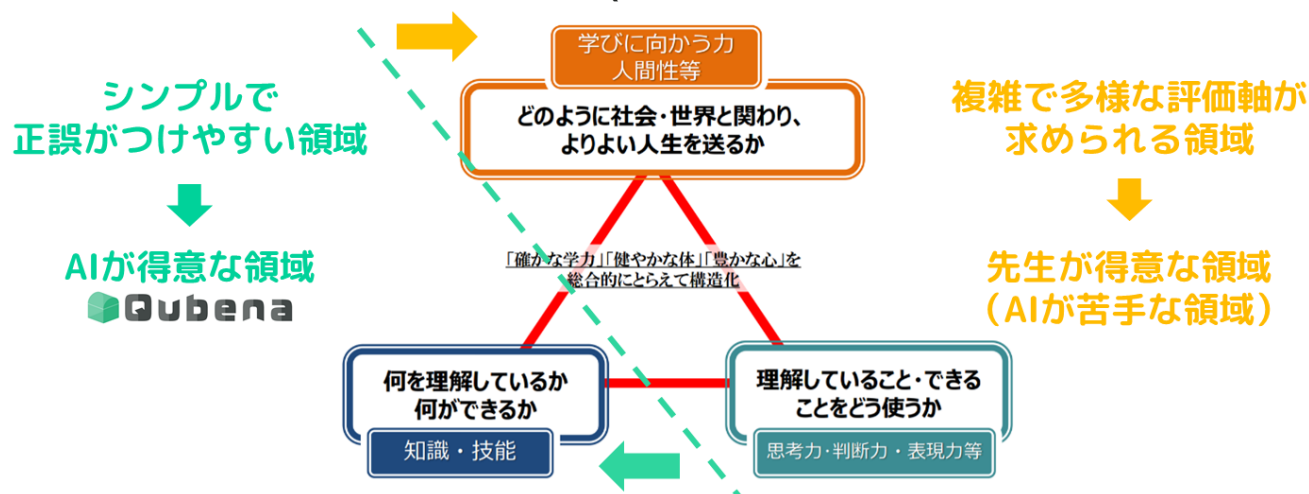 学びに向かう力
人間性等
どのように社会・世界と関わり、
よりよい人生を送るか
シンプルで
正誤がつけやすい領域
AIが得意な領域
Qubena
複雑で多様な評価軸が
求められる領域
先生が得意な領域
(AIが苦手な領域)
「確かな学力」「健やかな体」「豊かな心」を
総合的にとらえて構造化
何を理解しているか
何ができるか
知識・技能
理解していること・できる
ことをどう使うか
思考力・判断力・表現力等